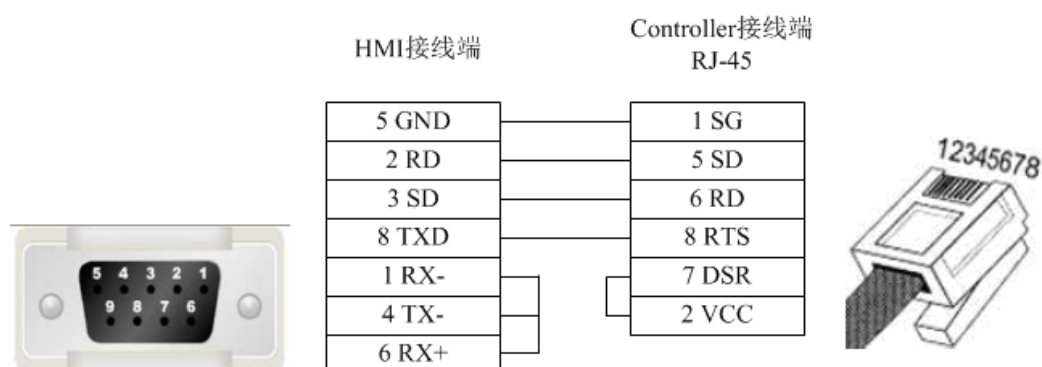 HMI接线端
Controller接线端
RJ-45
5 GND
1 SG
2 RD
5 SD
3 SD
6 RD
8 TXD
8 RTS
1 RX-
7 DSR
4 TX-
2 VCC
6 RX+
5 4 3 2 1
9 8 7 6
12345678